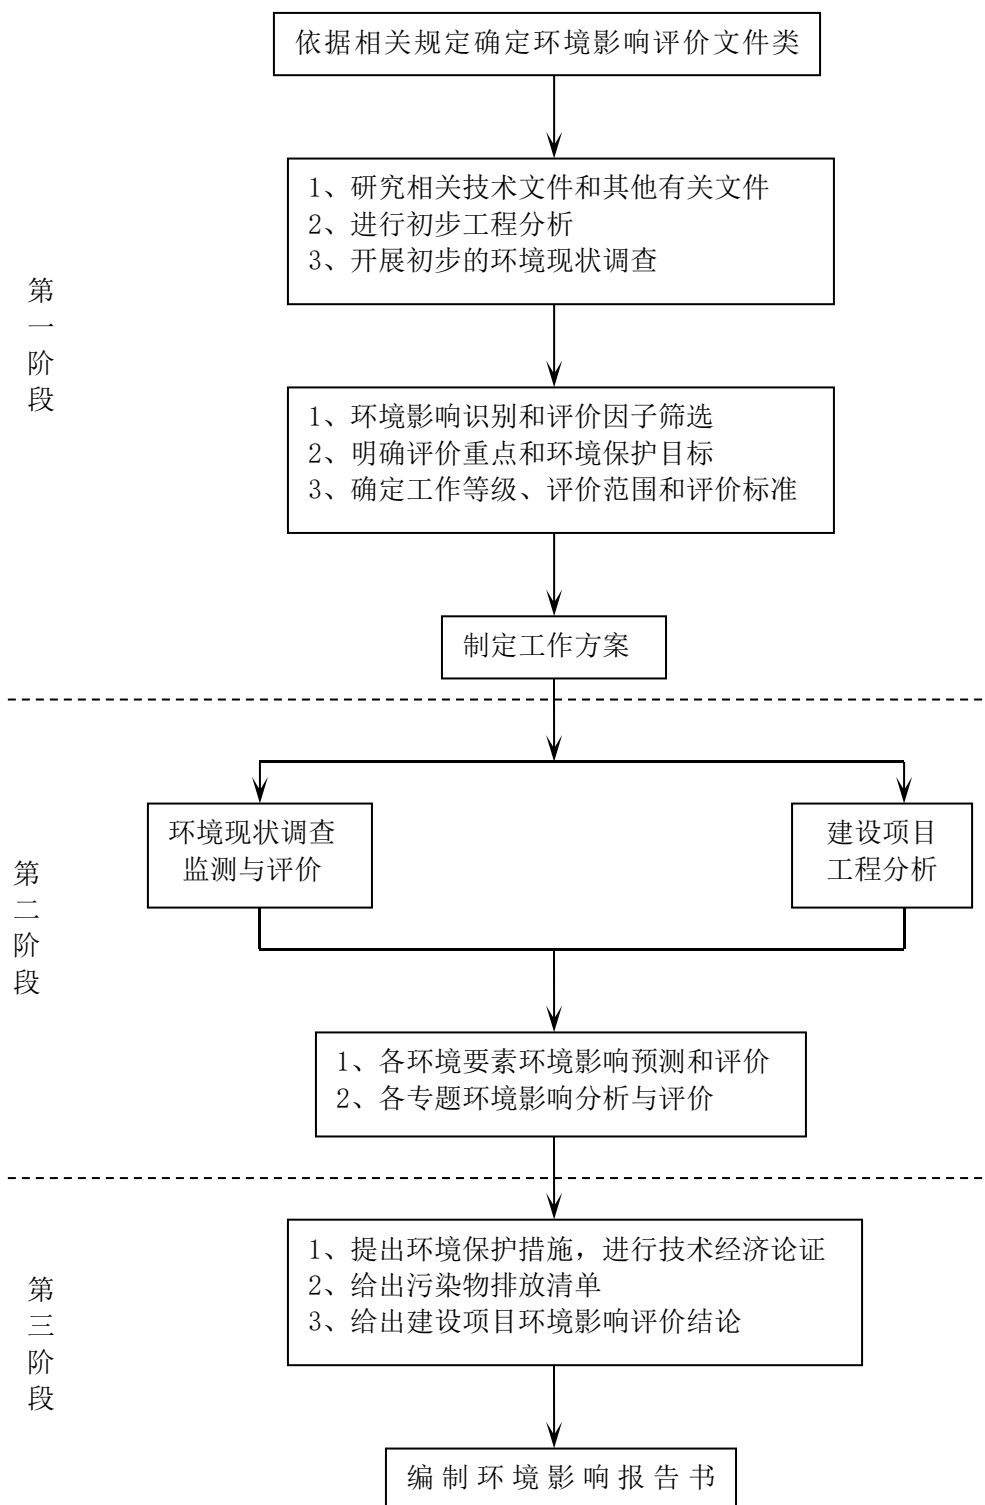 依据相关规定确定环境影响评价文件类
1、研究相关技术文件和其他有关文件
2、进行初步工程分析
3、开展初步的环境现状调查
第一阶段
1、环境影响识别和评价因子筛选
2、明确评价重点和环境保护目标
3、确定工作等级、评价范围和评价标准
制定工作方案
环境现状调查
监测与评价
建设项目
工程分析
第二阶段
1、各环境要素环境影响预测和评价
2、各专题环境影响分析与评价
1、提出环境保护措施，进行技术经济论证
2、给出污染物排放清单
3、给出建设项目环境影响评价结论
第三阶段
编制环境影响报告书